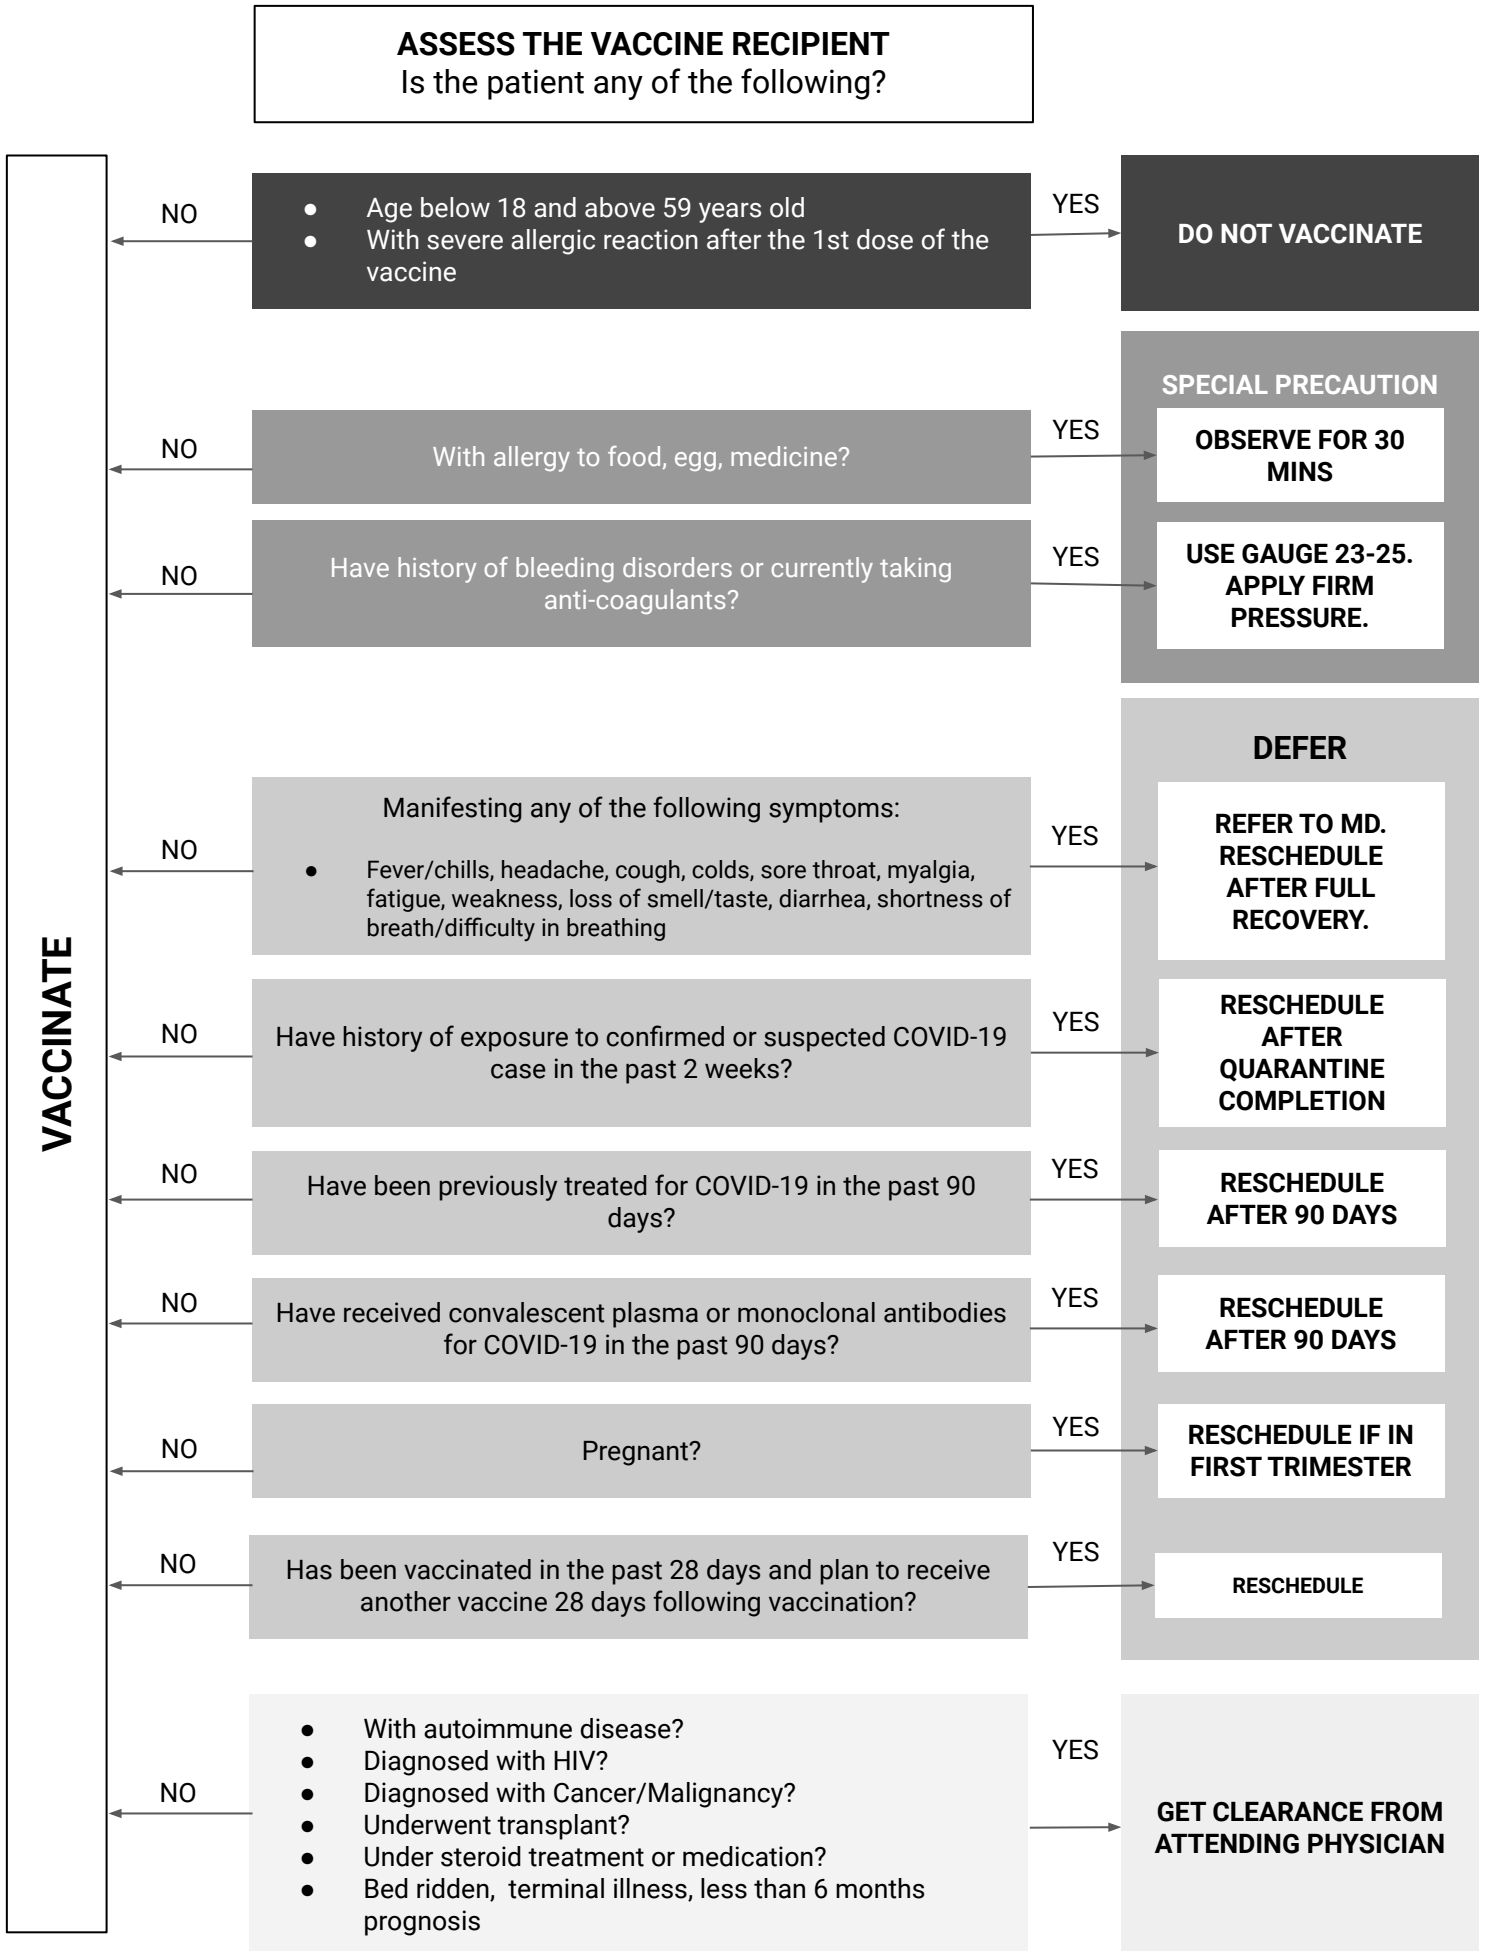 ASSESS THE VACCINE RECIPIENT
Is the patient any of the following?
VACCINATE
NO
● Age below 18 and above 59 years old
● With severe allergic reaction after the 1st dose of the
vaccine
YES
DO NOT VACCINATE
SPECIAL PRECAUTION
NO
With allergy to food, egg, medicine?
YES
OBSERVE FOR 30
MINS
NO
Have history of bleeding disorders or currently taking
anti-coagulants?
YES
USE GAUGE 23-25.
APPLY FIRM
PRESSURE.
DEFER
NO
Manifesting any of the following symptoms:
● Fever/chills, headache, cough, colds, sore throat, myalgia,
fatigue, weakness, loss of smell/taste, diarrhea, shortness of
breath/difficulty in breathing
YES
REFER TO MD.
RESCHEDULE
AFTER FULL
RECOVERY.
NO
Have history of exposure to confirmed or suspected COVID-19
case in the past 2 weeks?
YES
RESCHEDULE
AFTER
QUARANTINE
COMPLETION
NO
Have been previously treated for COVID-19 in the past 90
days?
YES
RESCHEDULE
AFTER 90 DAYS
NO
Have received convalescent plasma or monoclonal antibodies
for COVID-19 in the past 90 days?
YES
RESCHEDULE
AFTER 90 DAYS
NO
Pregnant?
YES
RESCHEDULE IF IN
FIRST TRIMESTER
NO
Has been vaccinated in the past 28 days and plan to receive
another vaccine 28 days following vaccination?
YES
RESCHEDULE
NO
● With autoimmune disease?
● Diagnosed with HIV?
● Diagnosed with Cancer/Malignancy?
● Underwent transplant?
● Under steroid treatment or medication?
● Bed ridden, terminal illness, less than 6 months
prognosis
YES
GET CLEARANCE FROM
ATTENDING PHYSICIAN